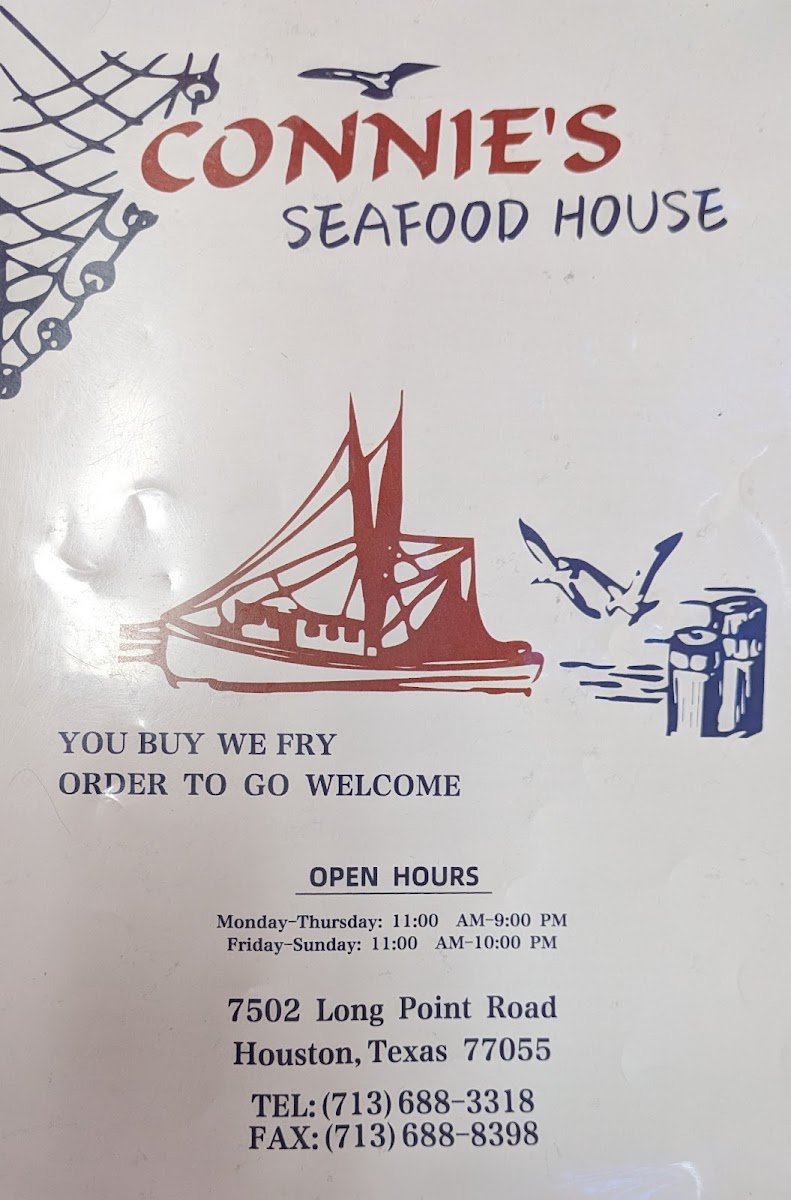 CONNIE'S
SEAFOOD HOUSE
YOU BUY WE FRY
ORDER TO GO WELCOME
OPEN HOURS
Monday-Thursday: 11:00 AM-9:00 PM
Friday-Sunday: 11:00 AM-10:00 PM
7502 Long Point Road
Houston, Texas 77055
TEL: (713) 688-3318
FAX: (713) 688-8398